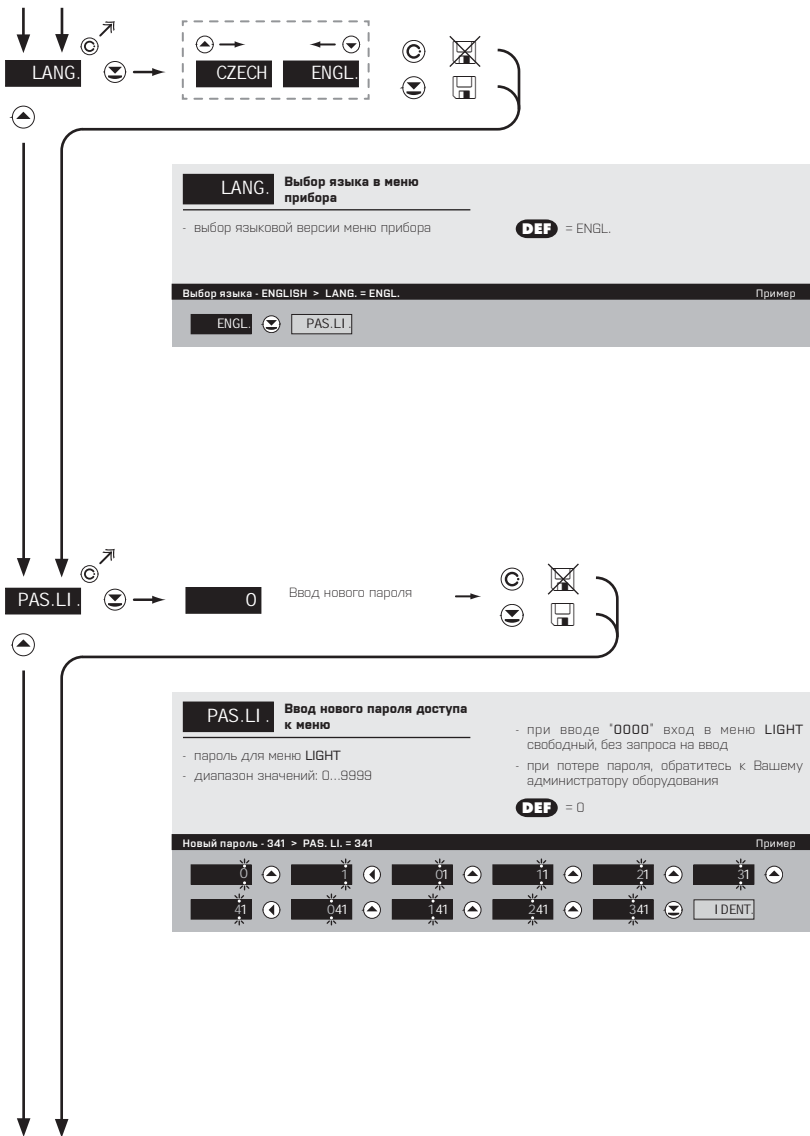 LANG.
CZECH ENGL.
LANG. Выбор языка в меню
прибора
- выбор языковой версии меню прибора
DEF = ENGL.
Выбор языка - ENGLISH > LANG. = ENGL. Пример
ENGL. PAS.LI.
PAS.LI. 0 Ввод нового пароля
PAS.LI. Ввод нового пароля доступа
к меню
- пароль для меню LIGHT
- диапазон значений: 0...9999
- при вводе "0000" вход в меню LIGHT
свободный, без запроса на ввод
- при потере пароля, обратитесь к Вашему
администратору оборудования
DEF = 0
Новый пароль - 341 > PAS. LI. = 341 Пример
0 1 01 11 21 31
41 041 141 241 341 IDENT.